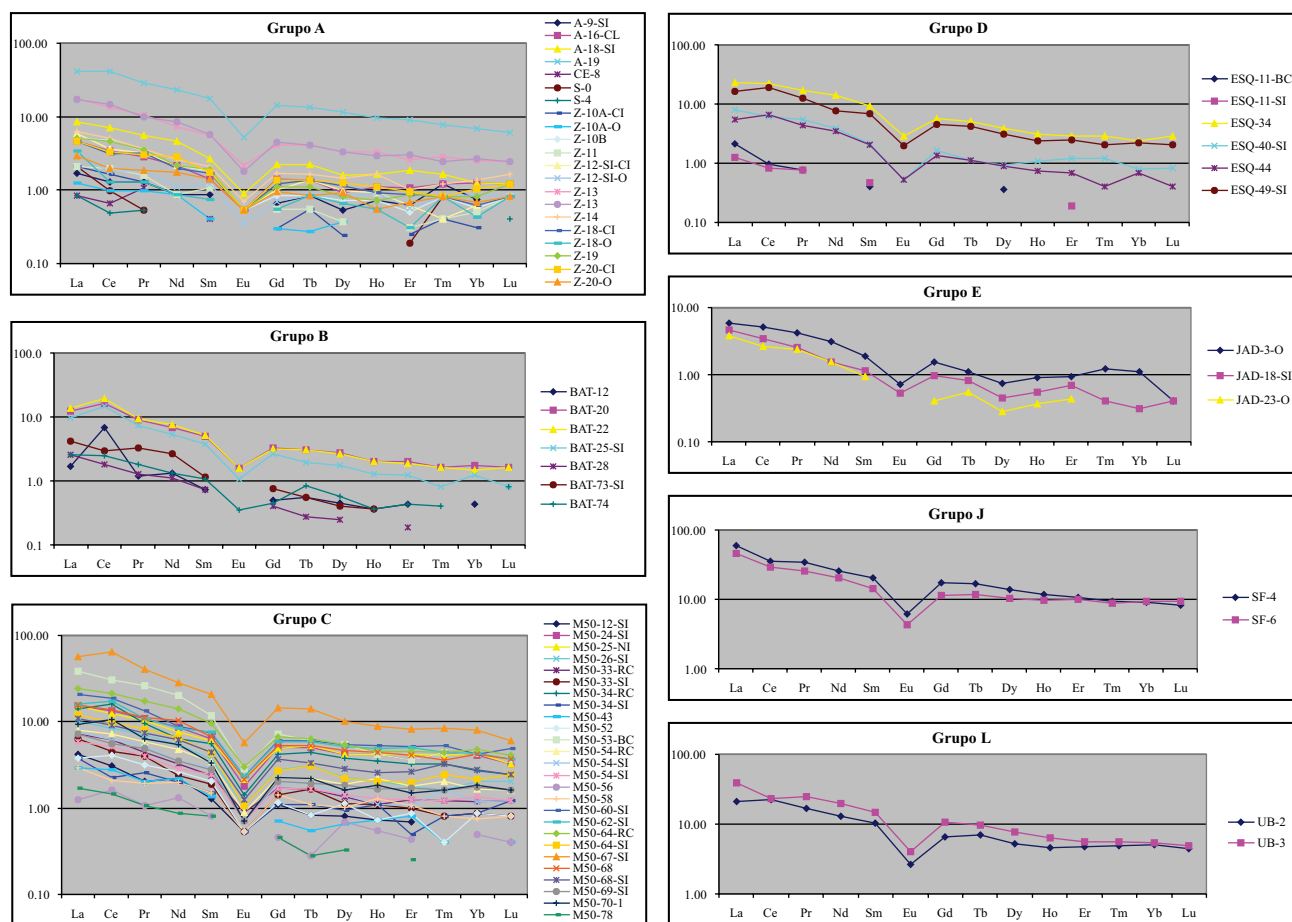 Grupo A
100.00
10.00
1.00
0.10
La Ce Pr Nd Sm Eu Gd Tb Dy Ho Er Tm Yb Lu
A-9-SI
A-16-CL
A-18-SI
A-19
CE-8
S-0
S-4
Z-10A-CI
Z-10A-O
Z-10B
Z-11
Z-12-SI-CI
Z-12-SI-O
Z-13
Z-13
Z-14
Z-18-CI
Z-18-O
Z-19
Z-20-CI
Z-20-O
Grupo B
100.0
10.0
1.0
0.1
La Ce Pr Nd Sm Eu Gd Tb Dy Ho Er Tm Yb Lu
BAT-12
BAT-20
BAT-22
BAT-25-SI
BAT-28
BAT-73-SI
BAT-74
Grupo C
100.00
10.00
1.00
0.10
La Ce Pr Nd Sm Eu Gd Tb Dy Ho Er Tm Yb Lu
M50-12-SI
M50-24-SI
M50-25-NI
M50-26-SI
M50-33-RC
M50-33-SI
M50-34-RC
M50-34-SI
M50-43
M50-52
M50-53-BC
M50-54-RC
M50-54-SI
M50-54-SI
M50-56
M50-58
M50-60-SI
M50-62-SI
M50-64-RC
M50-64-SI
M50-67-SI
M50-68
M50-68-SI
M50-69-SI
M50-70-1
M50-78
Grupo D
100.00
10.00
1.00
0.10
La Ce Pr Nd Sm Eu Gd Tb Dy Ho Er Tm Yb Lu
ESQ-11-BC
ESQ-11-SI
ESQ-34
ESQ-40-SI
ESQ-44
ESQ-49-SI
Grupo E
10.00
1.00
0.10
La Ce Pr Nd Sm Eu Gd Tb Dy Ho Er Tm Yb Lu
JAD-3-O
JAD-18-SI
JAD-23-O
Grupo J
100.00
10.00
1.00
La Ce Pr Nd Sm Eu Gd Tb Dy Ho Er Tm Yb Lu
SF-4
SF-6
Grupo L
100.00
10.00
1.00
La Ce Pr Nd Sm Eu Gd Tb Dy Ho Er Tm Yb Lu
UB-2
UB-3